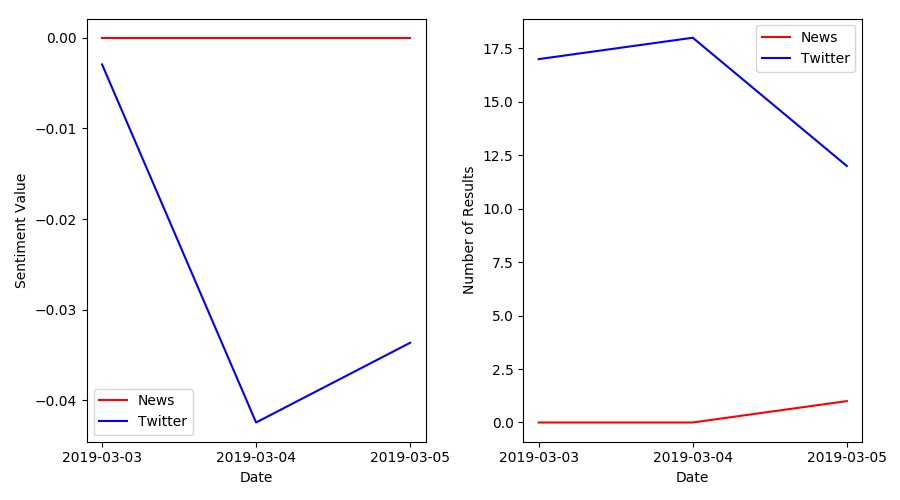 0.00
−0.01
−0.02
−0.03
−0.04
Sentiment Value
News
Twitter
2019-03-03
2019-03-04
2019-03-05
Date
17.5
15.0
12.5
10.0
7.5
5.0
2.5
0.0
Number of Results
News
Twitter
2019-03-03
2019-03-04
2019-03-05
Date